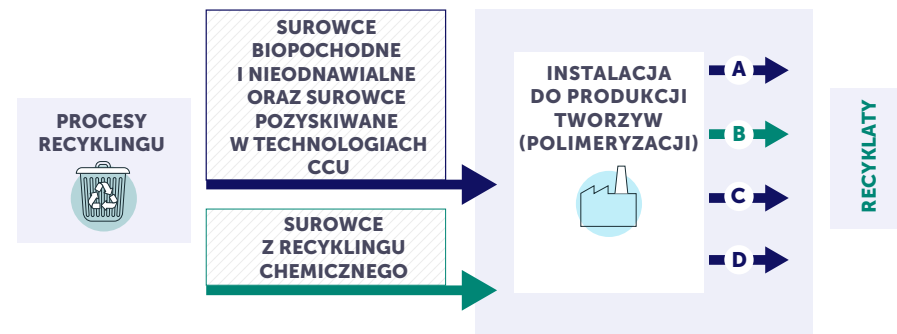 PROCESY
RECYKLINGU
SUROWCE
BIOPOCHODNE
I NIEODNAWIALNE
ORAZ SUROWCE
POZYSKIWANE
W TECHNOLOGIACH
CCU
SUROWCE
Z RECYKLINGU
CHEMICZNEGO
INSTALACJA
DO PRODUKCJI
TWORZYW
(POLIMERYZACJI)
A
B
C
D
RECYKLATY